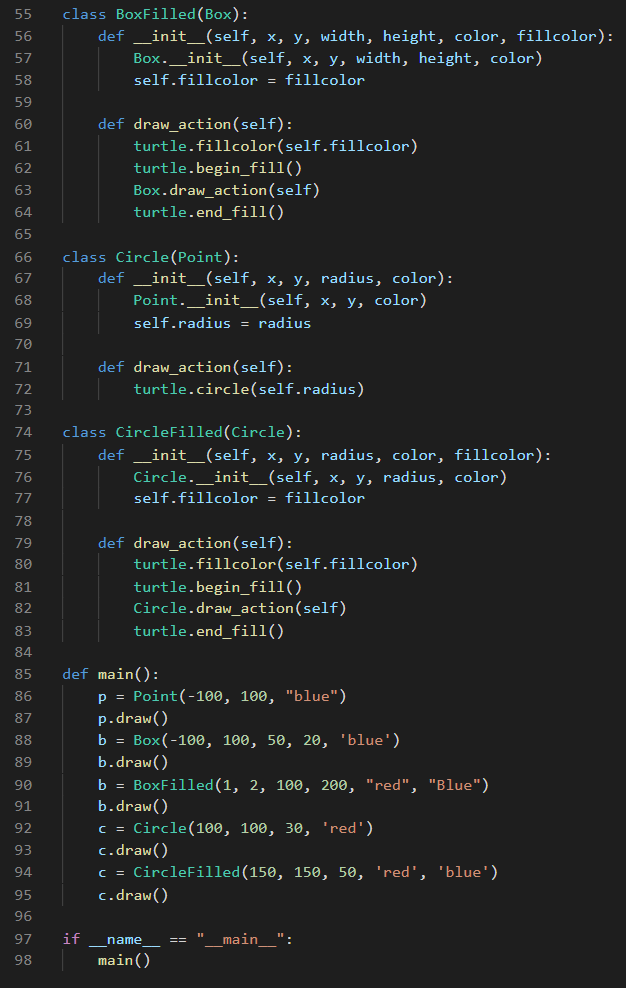 55 class BoxFilled(Box):
56     def __init__(self, x, y, width, height, color, fillcolor):
57         Box.__init__(self, x, y, width, height, color)
58         self.fillcolor = fillcolor
59
60     def draw_action(self):
61         turtle.fillcolor(self.fillcolor)
62         turtle.begin_fill()
63         Box.draw_action(self)
64         turtle.end_fill()
65
66 class Circle(Point):
67     def __init__(self, x, y, radius, color):
68         Point.__init__(self, x, y, color)
69         self.radius = radius
70
71     def draw_action(self):
72         turtle.circle(self.radius)
73
74 class CircleFilled(Circle):
75     def __init__(self, x, y, radius, color, fillcolor):
76         Circle.__init__(self, x, y, radius, color)
77         self.fillcolor = fillcolor
78
79     def draw_action(self):
80         turtle.fillcolor(self.fillcolor)
81         turtle.begin_fill()
82         Circle.draw_action(self)
83         turtle.end_fill()
84
85 def main():
86     p = Point(-100, 100, "blue")
87     p.draw()
88     b = Box(-100, 100, 50, 20, 'blue')
89     b.draw()
90     b = BoxFilled(1, 2, 100, 200, "red", "Blue")
91     b.draw()
92     c = Circle(100, 100, 30, 'red')
93     c.draw()
94     c = CircleFilled(150, 150, 50, 'red', 'blue')
95     c.draw()
96
97 if __name__ == "__main__":
98     main()